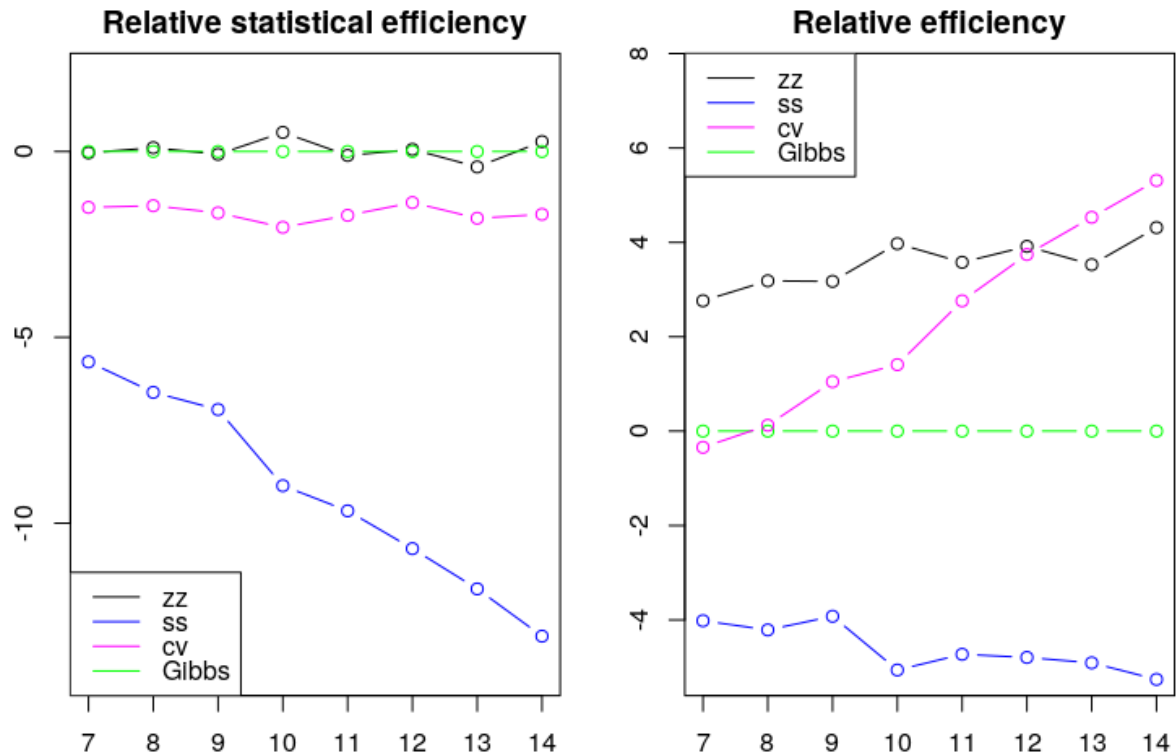 Relative statistical efficiency
0
-5
-10
zz
ss
cv
Gibbs
7 8 9 10 11 12 13 14
Relative efficiency
8
6
4
2
0
-2
-4
zz
ss
cv
Gibbs
7 8 9 10 11 12 13 14